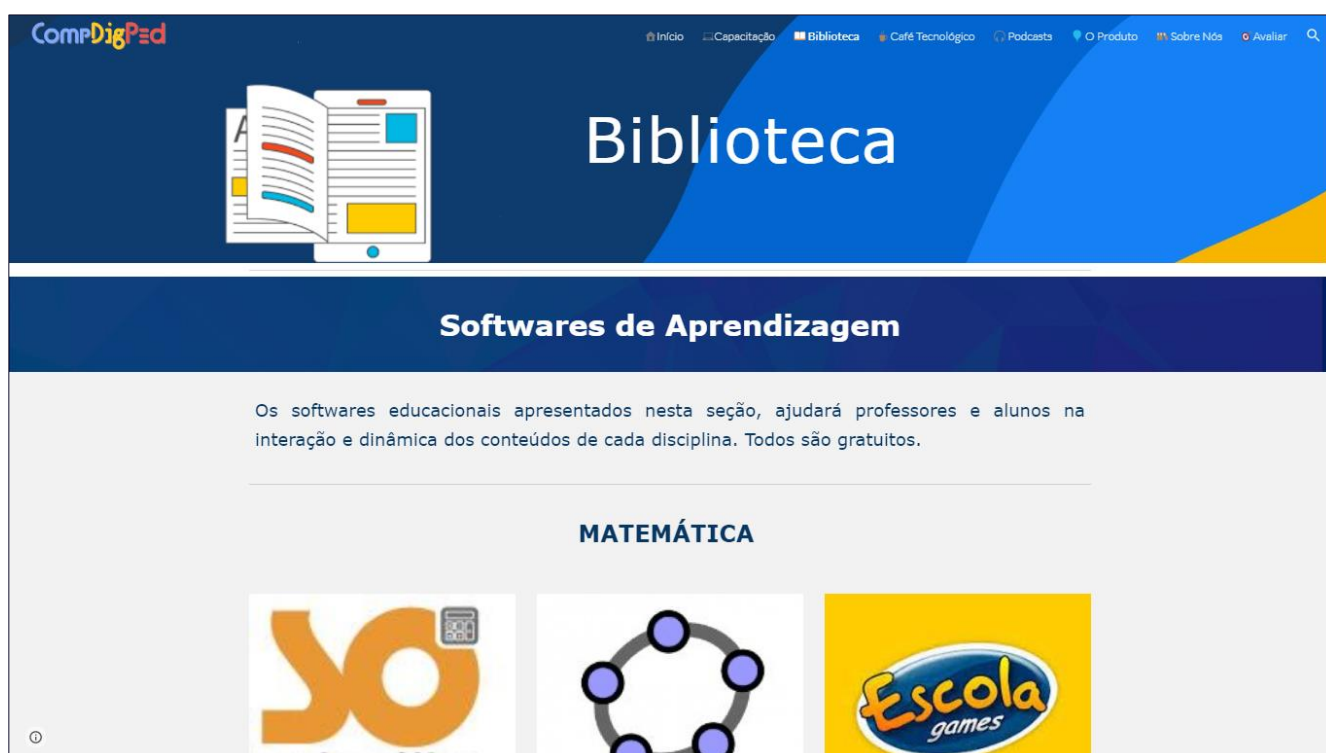 CompDigPed
Início Capacitação Biblioteca Café Tecnológico Podcasts O Produto Sobre Nós Avaliar
A
Biblioteca
Softwares de Aprendizagem
Os softwares educacionais apresentados nesta seção, ajudará professores e alunos na
interação e dinâmica dos conteúdos de cada disciplina. Todos são gratuitos.
MATEMÁTICA
SO
Escola
games